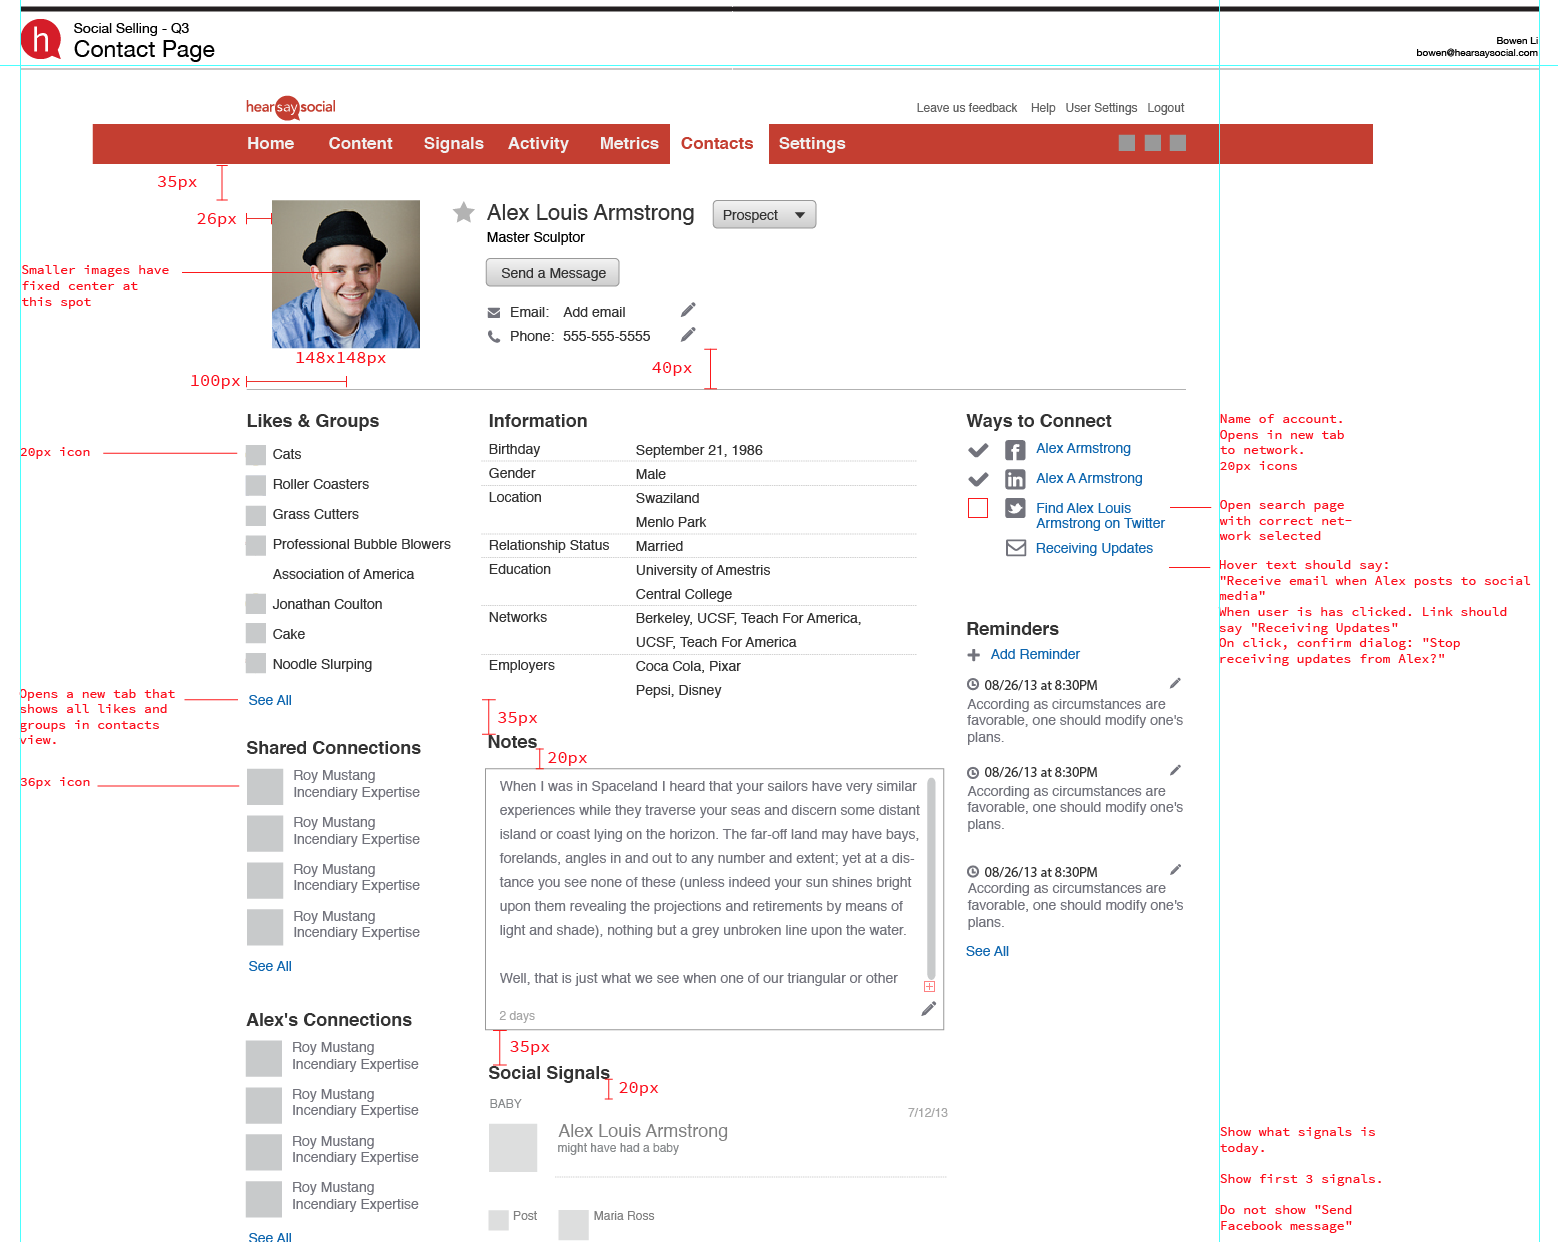 Social Selling - Q3
Contact Page
Bowen Li
bowen@hearsaysocial.com
hearsaysocial
Leave us feedback Help User Settings Logout
Home Content Signals Activity Metrics Contacts Settings
35px
26px
Smaller images have
fixed center at
this spot
148x148px
100px
Alex Louis Armstrong
Prospect
Master Sculptor
Send a Message
Email: Add email
Phone: 555-555-5555
40px
Likes & Groups
20px icon
Cats
Roller Coasters
Grass Cutters
Professional Bubble Blowers
Association of America
Jonathan Coulton
Cake
Noodle Slurping
See All
Opens a new tab that
shows all likes and
groups in contacts
view.
Shared Connections
36px icon
Roy Mustang
Incendiary Expertise
Roy Mustang
Incendiary Expertise
Roy Mustang
Incendiary Expertise
Roy Mustang
Incendiary Expertise
See All
Alex's Connections
Roy Mustang
Incendiary Expertise
Roy Mustang
Incendiary Expertise
Roy Mustang
Incendiary Expertise
Roy Mustang
Incendiary Expertise
See All
Information
Birthday September 21, 1986
Gender Male
Location Swaziland
Menlo Park
Relationship Status Married
Education University of Amestris
Central College
Networks Berkeley, UCSF, Teach For America,
UCSF, Teach For America
Employers Coca Cola, Pixar
Pepsi, Disney
35px
Notes
20px
When I was in Spaceland I heard that your sailors have very similar
experiences while they traverse your seas and discern some distant
island or coast lying on the horizon. The far-off land may have bays,
forelands, angles in and out to any number and extent; yet at a dis-
tance you see none of these (unless indeed your sun shines bright
upon them revealing the projections and retirements by means of
light and shade), nothing but a grey unbroken line upon the water.
Well, that is just what we see when one of our triangular or other
2 days
35px
Social Signals
20px
BABY
7/12/13
Alex Louis Armstrong
might have had a baby
Post
Maria Ross
Ways to Connect
Alex Armstrong
Alex A Armstrong
Find Alex Louis
Armstrong on Twitter
Receiving Updates
Reminders
Add Reminder
08/26/13 at 8:30PM
According as circumstances are
favorable, one should modify one's
plans.
08/26/13 at 8:30PM
According as circumstances are
favorable, one should modify one's
plans.
08/26/13 at 8:30PM
According as circumstances are
favorable, one should modify one's
plans.
See All
Name of account.
Opens in new tab
to network.
20px icons
Open search page
with correct net-
work selected
Hover text should say:
"Receive email when Alex posts to social
media"
When user is has clicked. Link should
say "Receiving Updates"
On click, confirm dialog: "Stop
receiving updates from Alex?"
Show what signals is
today.
Show first 3 signals.
Do not show "Send
Facebook message"